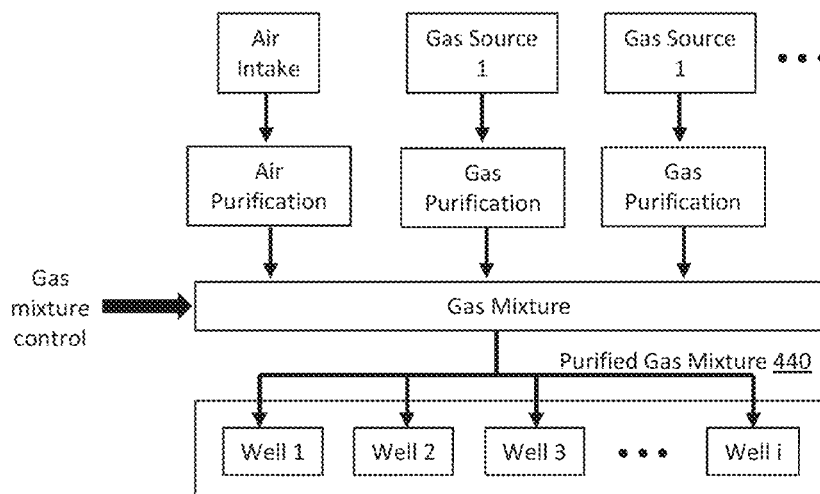 Air
Intake
Gas Source
1
Gas Source
1
Air
Purification
Gas
Purification
Gas
Purification
Gas
mixture
control
Gas Mixture
Purified Gas Mixture 440
Well 1
Well 2
Well 3
Well i